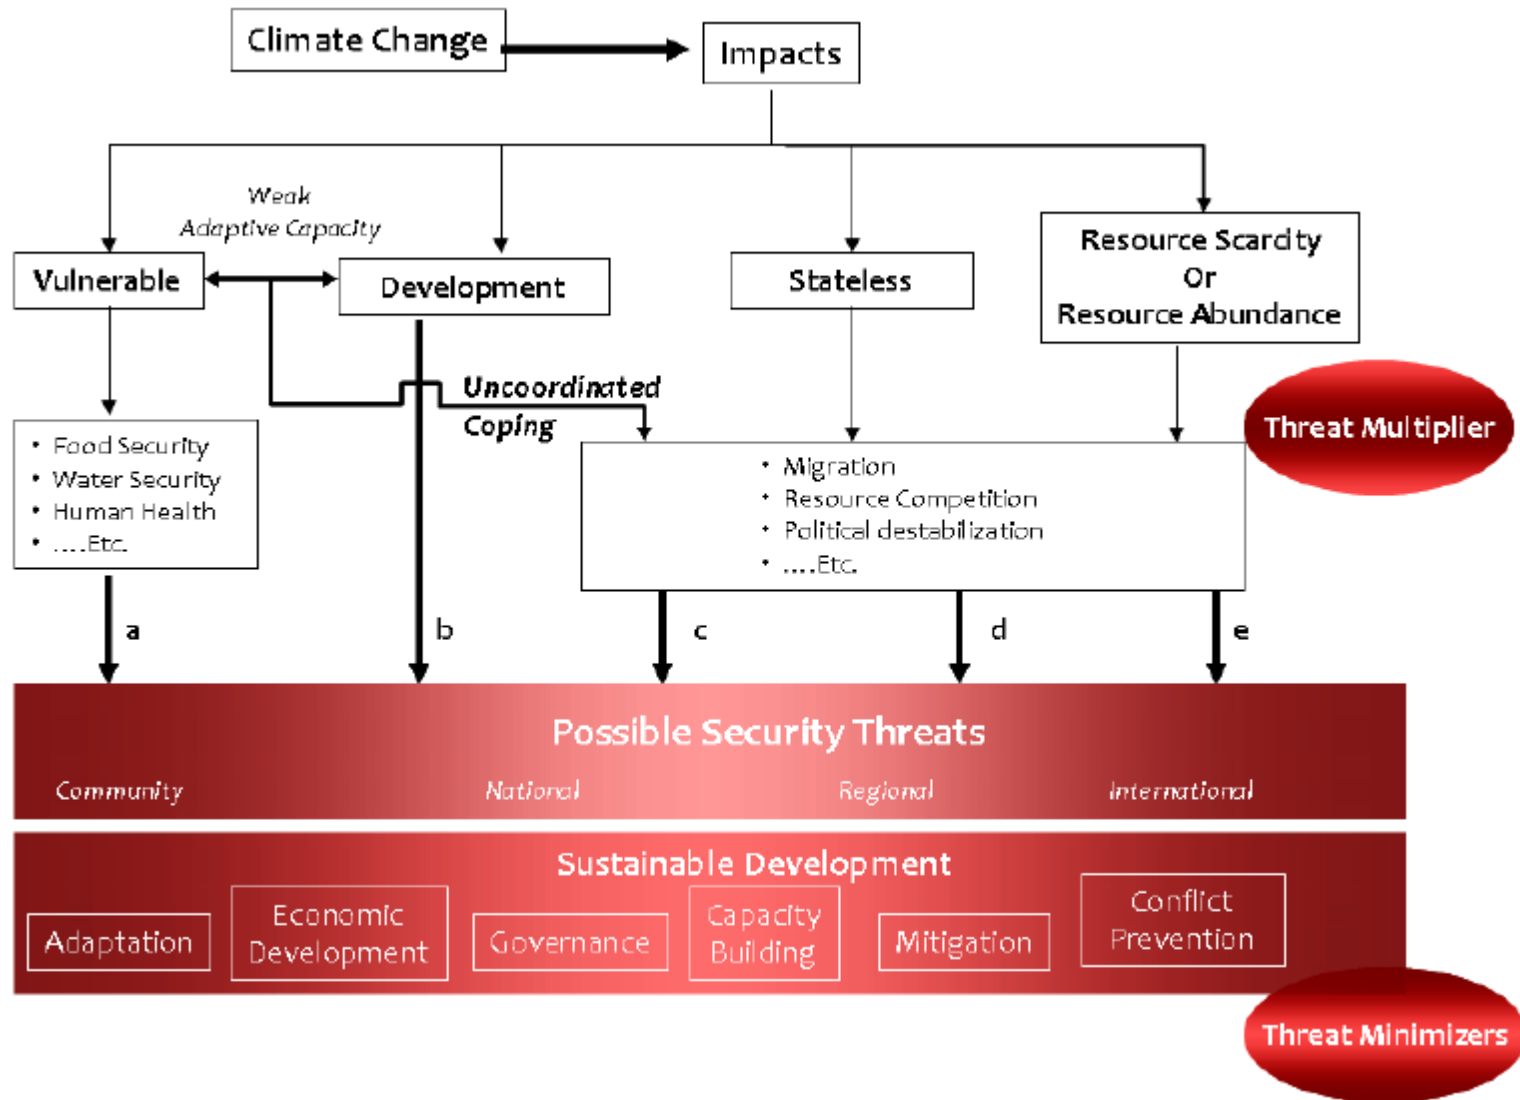 Climate Change
Impacts
Weak
Adaptive Capacity
Vulnerable
Development
Stateless
Resource Scarcity
Or
Resource Abundance
Uncoordinated
Coping
Threat Multiplier
• Food Security
• Water Security
• Human Health
• ....Etc.
• Migration
• Resource Competition
• Political destabilization
• ....Etc.
a
b
c
d
e
Possible Security Threats
Community
National
Regional
International
Sustainable Development
Adaptation
Economic
Development
Governance
Capacity
Building
Mitigation
Conflict
Prevention
Threat Minimizers